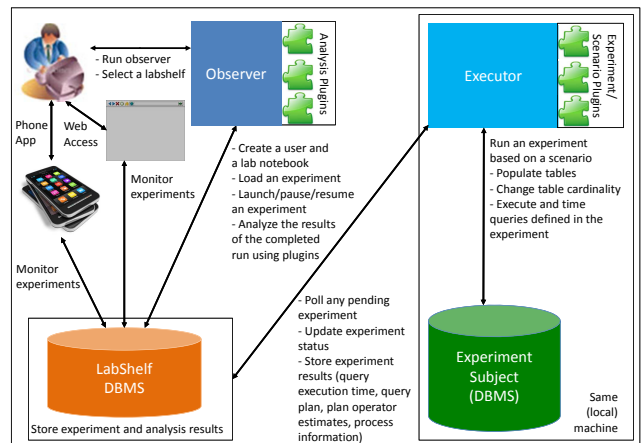 - Run observer
- Select a labshelf
Observer
Analysis Plugins
Executor
Experiment/
Scenario Plugins
Phone
App
Web
Access
Monitor
experiments
- Create a user and
a lab notebook
- Load an experiment
- Launch/pause/resume
an experiment
- Analyze the results
of the completed
run using plugins
Run an experiment
based on a scenario
- Populate tables
- Change table cardinality
- Execute and time
queries defined in the
experiment
Monitor
experiments
- Poll any pending
experiment
- Update experiment
status
- Store experiment
results (query
execution time, query
plan, plan operator
estimates, process
information)
LabShelf
DBMS
Store experiment and analysis results
Experiment
Subject
(DBMS)
Same
(local)
machine